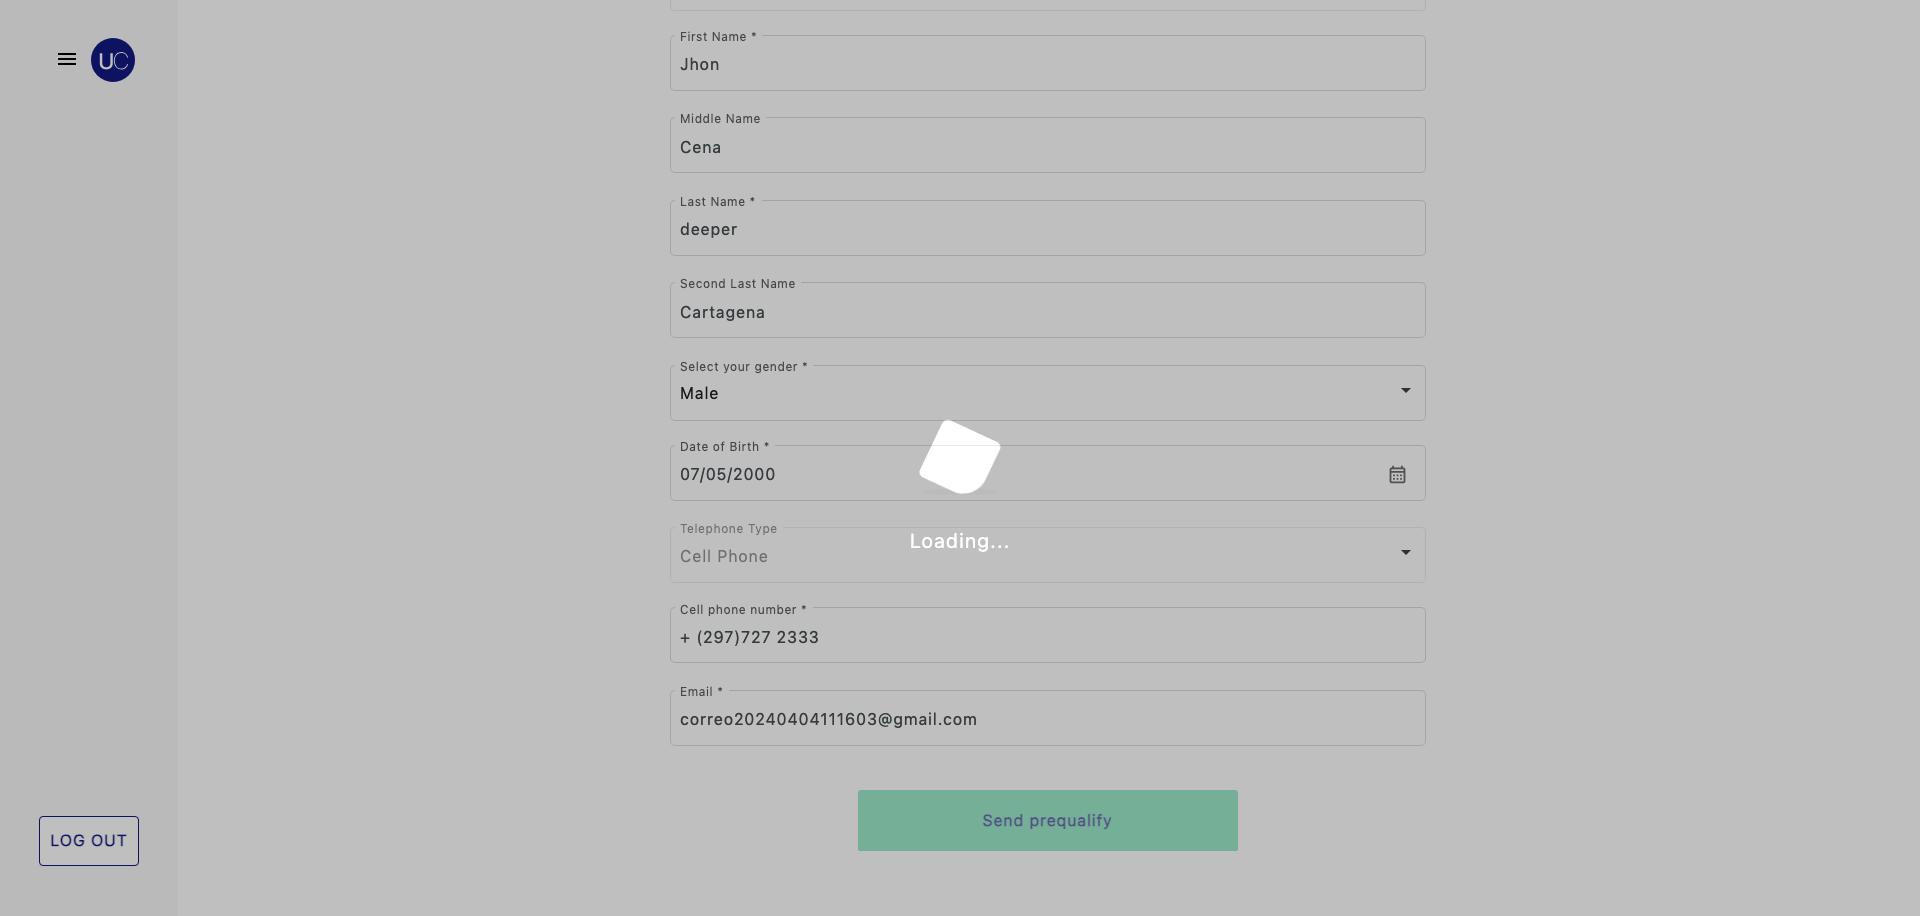 UC
First Name *
Jhon
Middle Name
Cena
Last Name *
deeper
Second Last Name
Cartagena
Select your gender *
Male
Date of Birth *
07/05/2000
Telephone Type
Cell Phone
Loading...
Cell phone number *
+ (297)727 2333
Email *
correo20240404111603@gmail.com
Send prequalify
LOG OUT